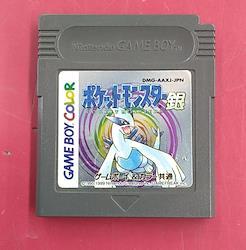 Nintendo GAME BOY
DMG-AAXJ-JPN
ポケットモンスター銀
GAME BOY COLOR
ゲームボーイ&カラー共通